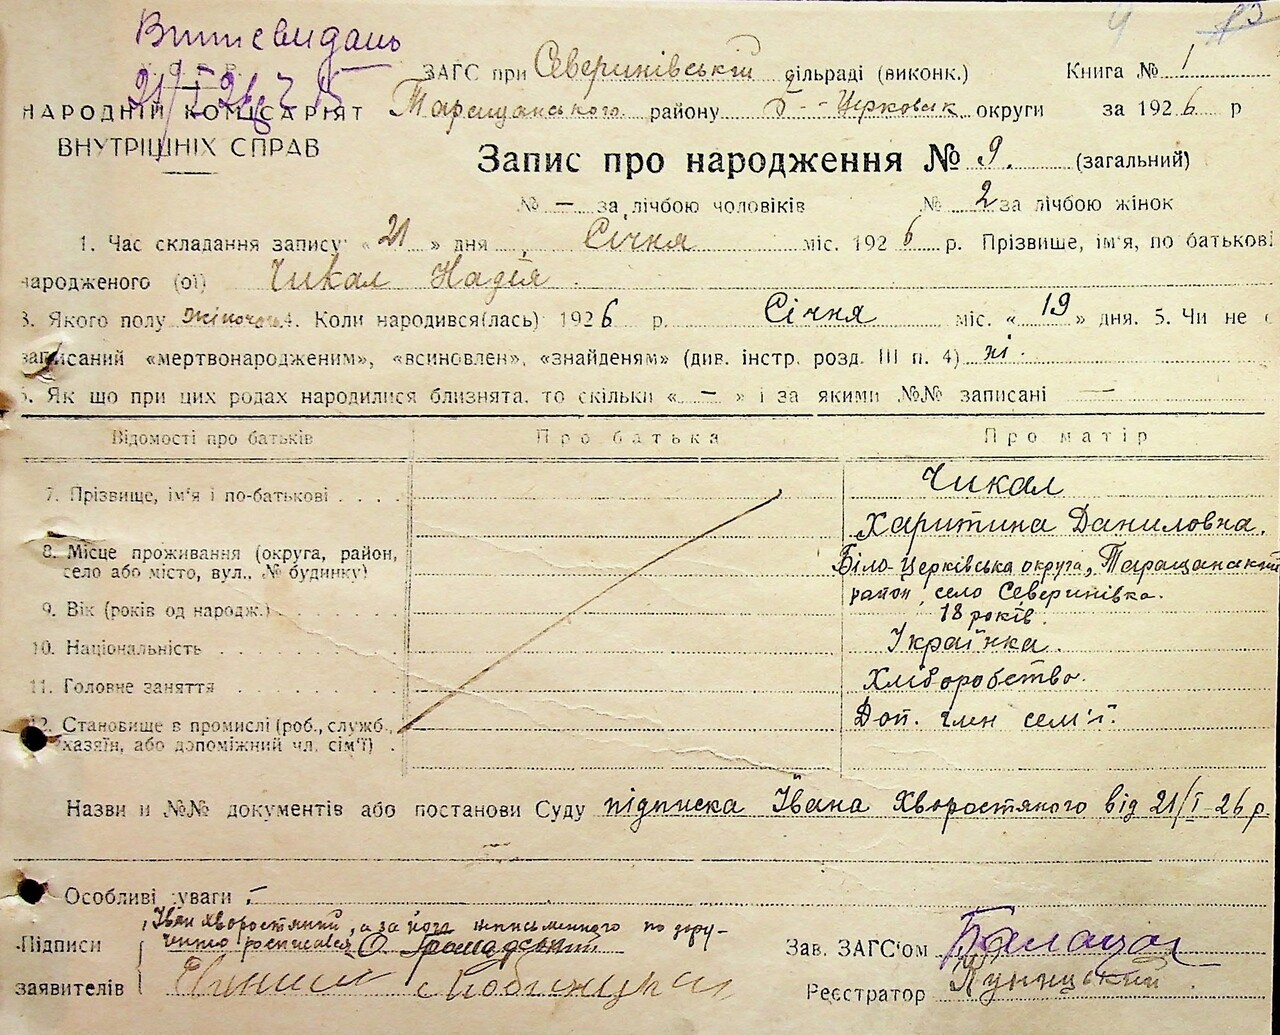 Витяг видань
21/I 26 р. № 15
У.С.Р.Р.
НАРОДНІЙ КОМІСАРІЯТ
ВНУТРІШНІХ СПРАВ
ЗАГС при Северинівській сільраді (виконк.) Книга № 1
Таращанського району Б-Церковськ округи за 1926 р
Запис про народження № 9. (загальний)
№ — за лічбою чоловіків № 2 за лічбою жінок
1. Час складання запису: «21» дня Січня міс. 1926 р. Прізвище, ім'я, по батькові
народженого (ої) Чикал Надія
3. Якого полу жіночого 4. Коли народився(лась) 1926 р. Січня міс. «19» дня. 5. Чи не є
записаний «мертвонародженим», «всиновлен», «знайденям» (див. інстр. розд. III п. 4) ні.
6. Як що при цих родах народилися близнята, то скільки «—» і за якими №№ записані —
Відомості про батьків Про батька Про матір
7. Прізвище, ім'я і по-батькові . . . . Чикал
Харитина Даниловна.
8. Місце проживання (округа, район, село або місто, вул., № будинку) Біло-Церківська округа, Таращанський
район, село Северинівка.
9. Вік (років од народж.) 18 років.
10. Національність Українка.
11. Головне заняття Хліборобство.
12. Становище в промислі (роб., служб., хазяїн, або допоміжний чл. сім'ї) . Доп. член сем'ї.
Назви и №№ документів або постанови Суду підписка Івана Хворостяного від 21/I-26 р.
Особливі уваги —
Іван Хворостяний, а за його неписьменного по дору-
Підписи ченню росписався О. Громадський
заявителів
Зав. ЗАГС'ом
Реєстратор